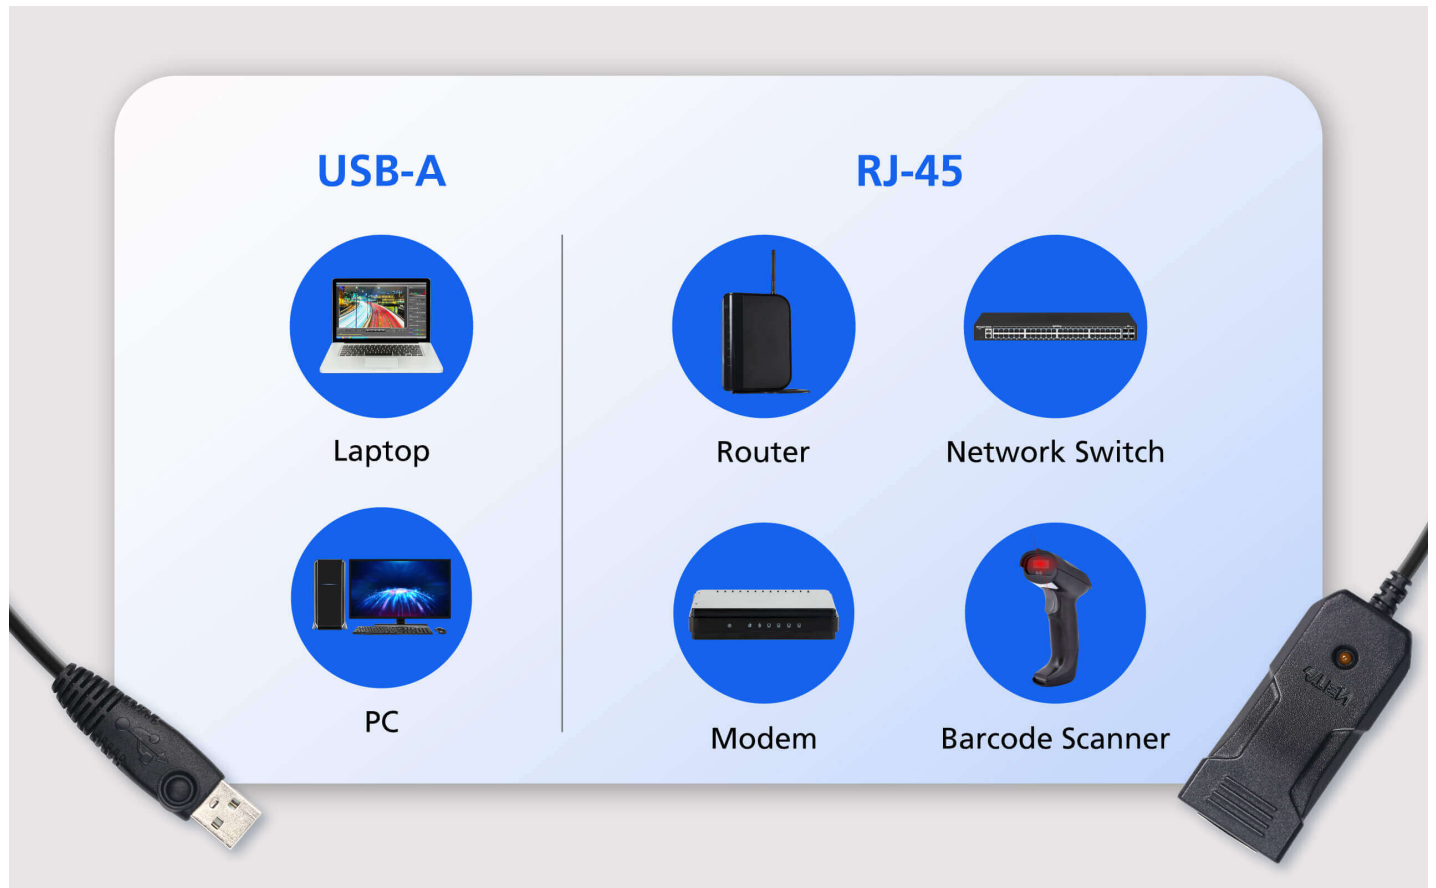 USB-A
RJ-45
Laptop
Router
Network Switch
PC
Modem
Barcode Scanner